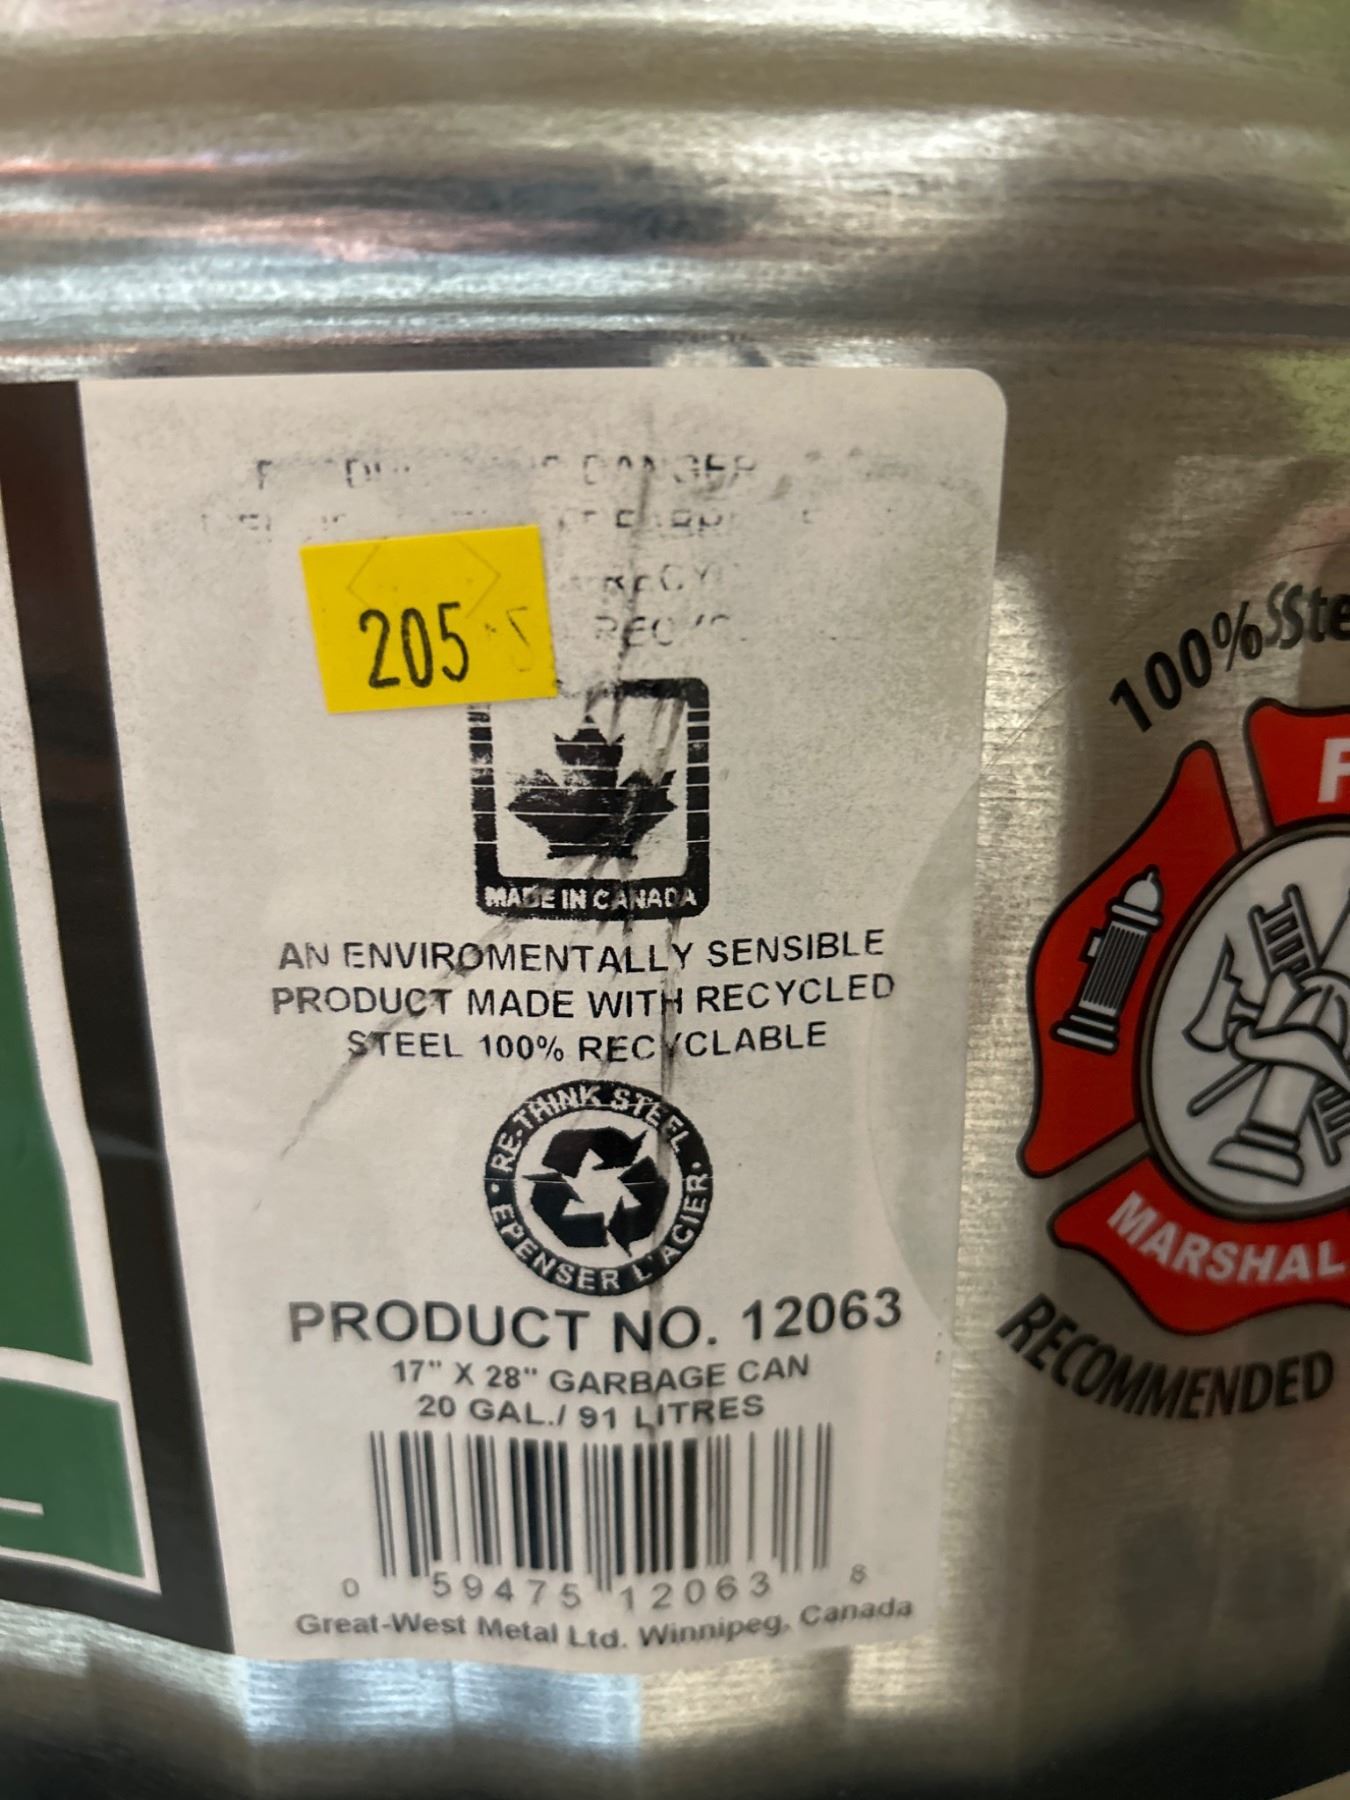 DANGER
205
MADE IN CANADA
AN ENVIROMENTALLY SENSIBLE
PRODUCT MADE WITH RECYCLED
STEEL 100% RECYCLABLE
RE-THINK STEEL
·EPENSER L'ACIER·
PRODUCT NO. 12063
17" X 28" GARBAGE CAN
20 GAL./ 91 LITRES
0 59475 12063 8
Great-West Metal Ltd. Winnipeg, Canada
100%
MARSHAL
RECOMMENDED